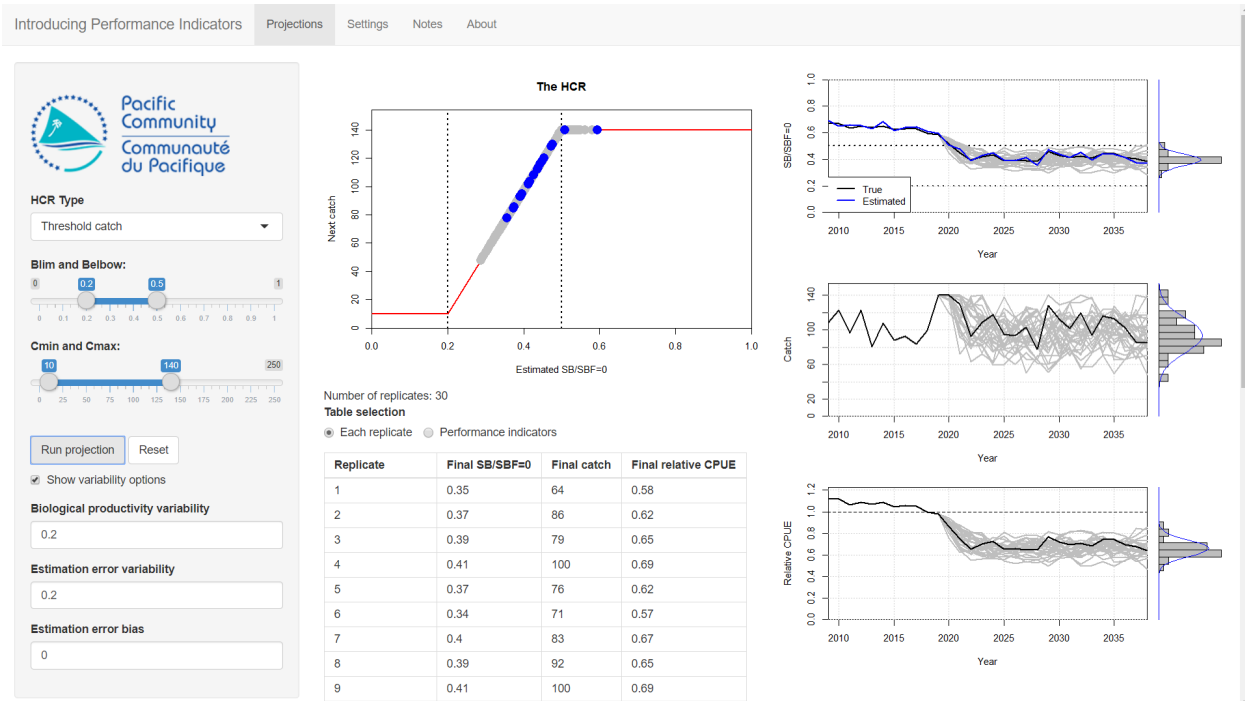 Introducing Performance Indicators Projections Settings Notes About
Pacific
Community
Communauté
du Pacifique
HCR Type
Threshold catch
Blim and Belbow:
0 0.2 0.5 1
0 0.1 0.2 0.3 0.4 0.5 0.6 0.7 0.8 0.9 1
Cmin and Cmax:
10 140 250
0 25 50 75 100 125 150 175 200 225 250
Run projection Reset
Show variability options
Biological productivity variability
0.2
Estimation error variability
0.2
Estimation error bias
0
The HCR
Next catch
0 20 40 60 80 100 120 140
0.0 0.2 0.4 0.6 0.8 1.0
Estimated SB/SBF=0
Number of replicates: 30
Table selection
Each replicate Performance indicators
Replicate Final SB/SBF=0 Final catch Final relative CPUE
1 0.35 64 0.58
2 0.37 86 0.62
3 0.39 79 0.65
4 0.41 100 0.69
5 0.37 76 0.62
6 0.34 71 0.57
7 0.4 83 0.67
8 0.39 92 0.65
9 0.41 100 0.69
SB/SBF=0
0.0 0.2 0.4 0.6 0.8 1.0
True
Estimated
2010 2015 2020 2025 2030 2035
Year
Catch
0 20 60 100 140
2010 2015 2020 2025 2030 2035
Year
Relative CPUE
0.0 0.2 0.4 0.6 0.8 1.0 1.2
2010 2015 2020 2025 2030 2035
Year